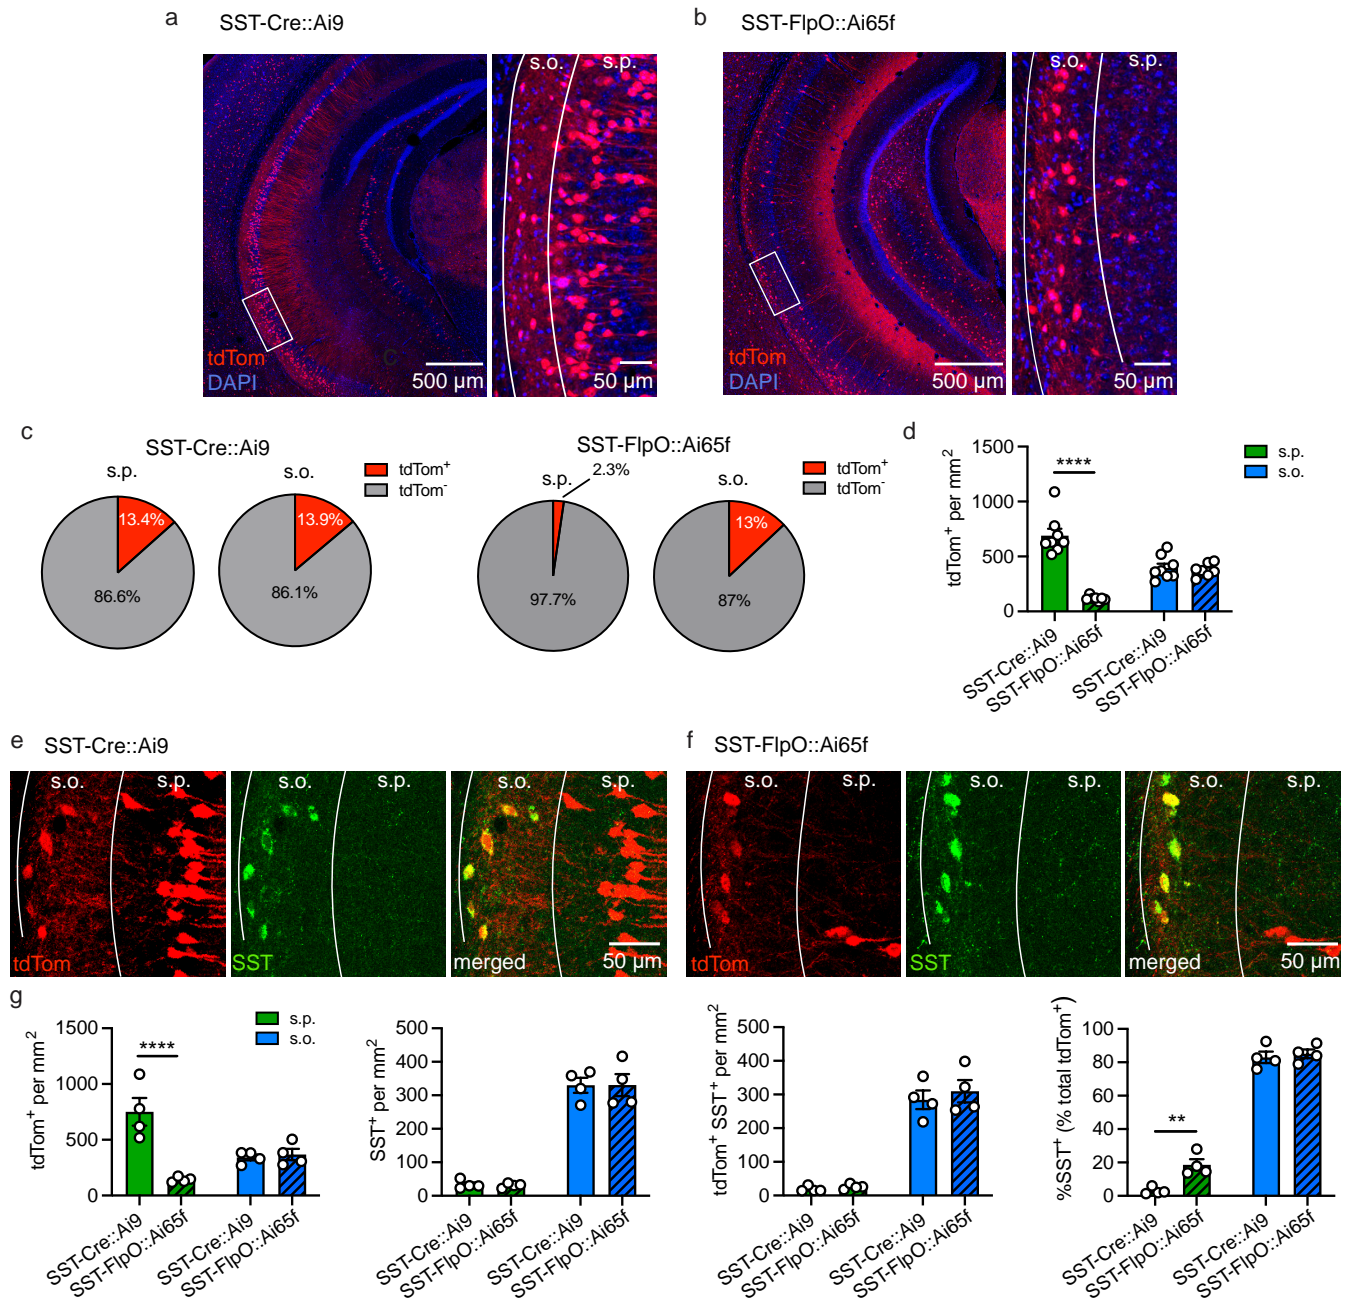 a
SST-Cre::Ai9
b
SST-FlpO::Ai65f
s.o.
s.p.
tdTom
DAPI
C
500 µm
50 µm
s.o.
s.p.
tdTom
DAPI
500 µm
50 µm
c
SST-Cre::Ai9
s.p.
s.o.
tdTom+
tdTom-
13.4%
86.6%
13.9%
86.1%
SST-FlpO::Ai65f
s.p.
2.3%
s.o.
tdTom+
tdTom-
97.7%
13%
87%
d
tdTom+ per mm2
1500
1000
500
0
****
s.p.
s.o.
SST-Cre::Ai9
SST-FlpO::Ai65f
SST-Cre::Ai9
SST-FlpO::Ai65f
e
SST-Cre::Ai9
s.o.
s.p.
tdTom
s.o.
s.p.
SST
s.o.
s.p.
merged
50 µm
f
SST-FlpO::Ai65f
s.o.
s.p.
tdTom
s.o.
s.p.
SST
s.o.
s.p.
merged
50 µm
g
tdTom+ per mm2
1500
1000
500
0
****
s.p.
s.o.
SST-Cre::Ai9
SST-FlpO::Ai65f
SST-Cre::Ai9
SST-FlpO::Ai65f
SST+ per mm2
500
400
300
200
100
0
SST-Cre::Ai9
SST-FlpO::Ai65f
SST-Cre::Ai9
SST-FlpO::Ai65f
tdTom+ SST+ per mm2
500
400
300
200
100
0
SST-Cre::Ai9
SST-FlpO::Ai65f
SST-Cre::Ai9
SST-FlpO::Ai65f
%SST+ (% total tdTom+)
100
80
60
40
20
0
**
SST-Cre::Ai9
SST-FlpO::Ai65f
SST-Cre::Ai9
SST-FlpO::Ai65f